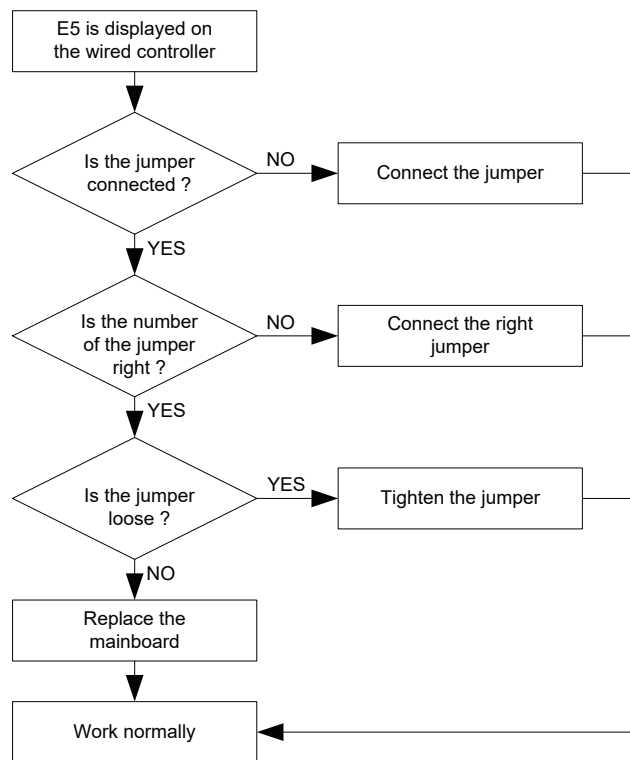 E5 is displayed on
the wired controller
Is the jumper
connected ?
NO
Connect the jumper
YES
Is the number
of the jumper
right ?
NO
Connect the right
jumper
YES
Is the jumper
loose ?
YES
Tighten the jumper
NO
Replace the
mainboard
Work normally